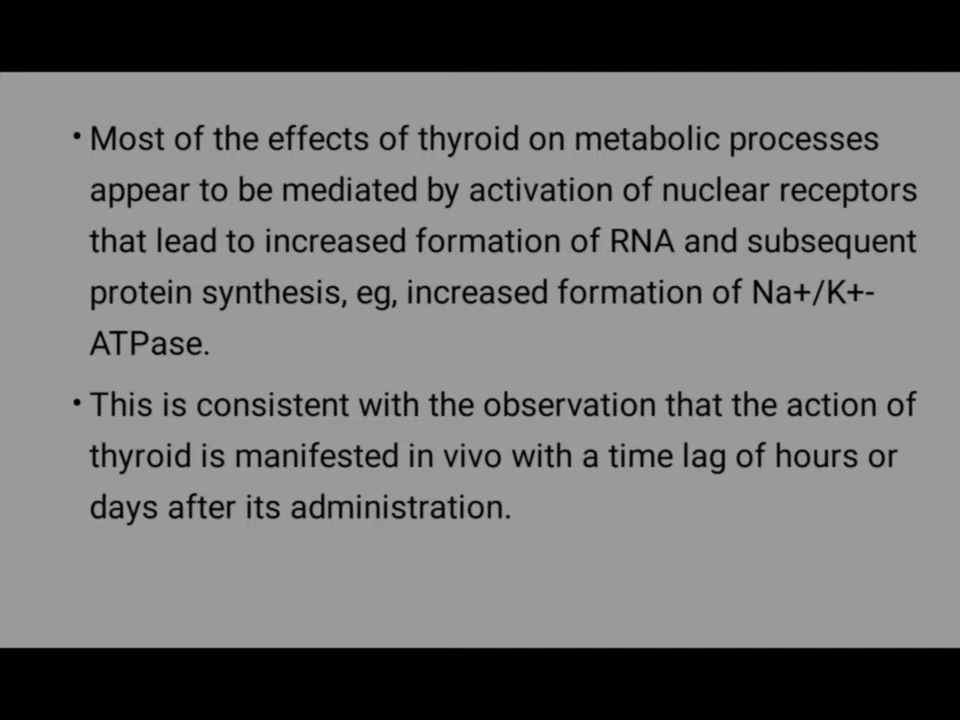 • Most of the effects of thyroid on metabolic processes
appear to be mediated by activation of nuclear receptors
that lead to increased formation of RNA and subsequent
protein synthesis, eg, increased formation of Na+/K+-
ATPase.
• This is consistent with the observation that the action of
thyroid is manifested in vivo with a time lag of hours or
days after its administration.